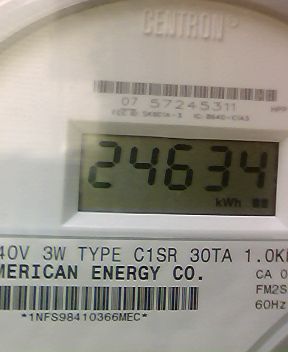 CENTRON®
07 57245311
24634
kWh
40V 3W TYPE C1SR 30TA 1.0K
MERICAN ENERGY CO.
CA 0
FM2S
60Hz
*1NFS98410366MEC*